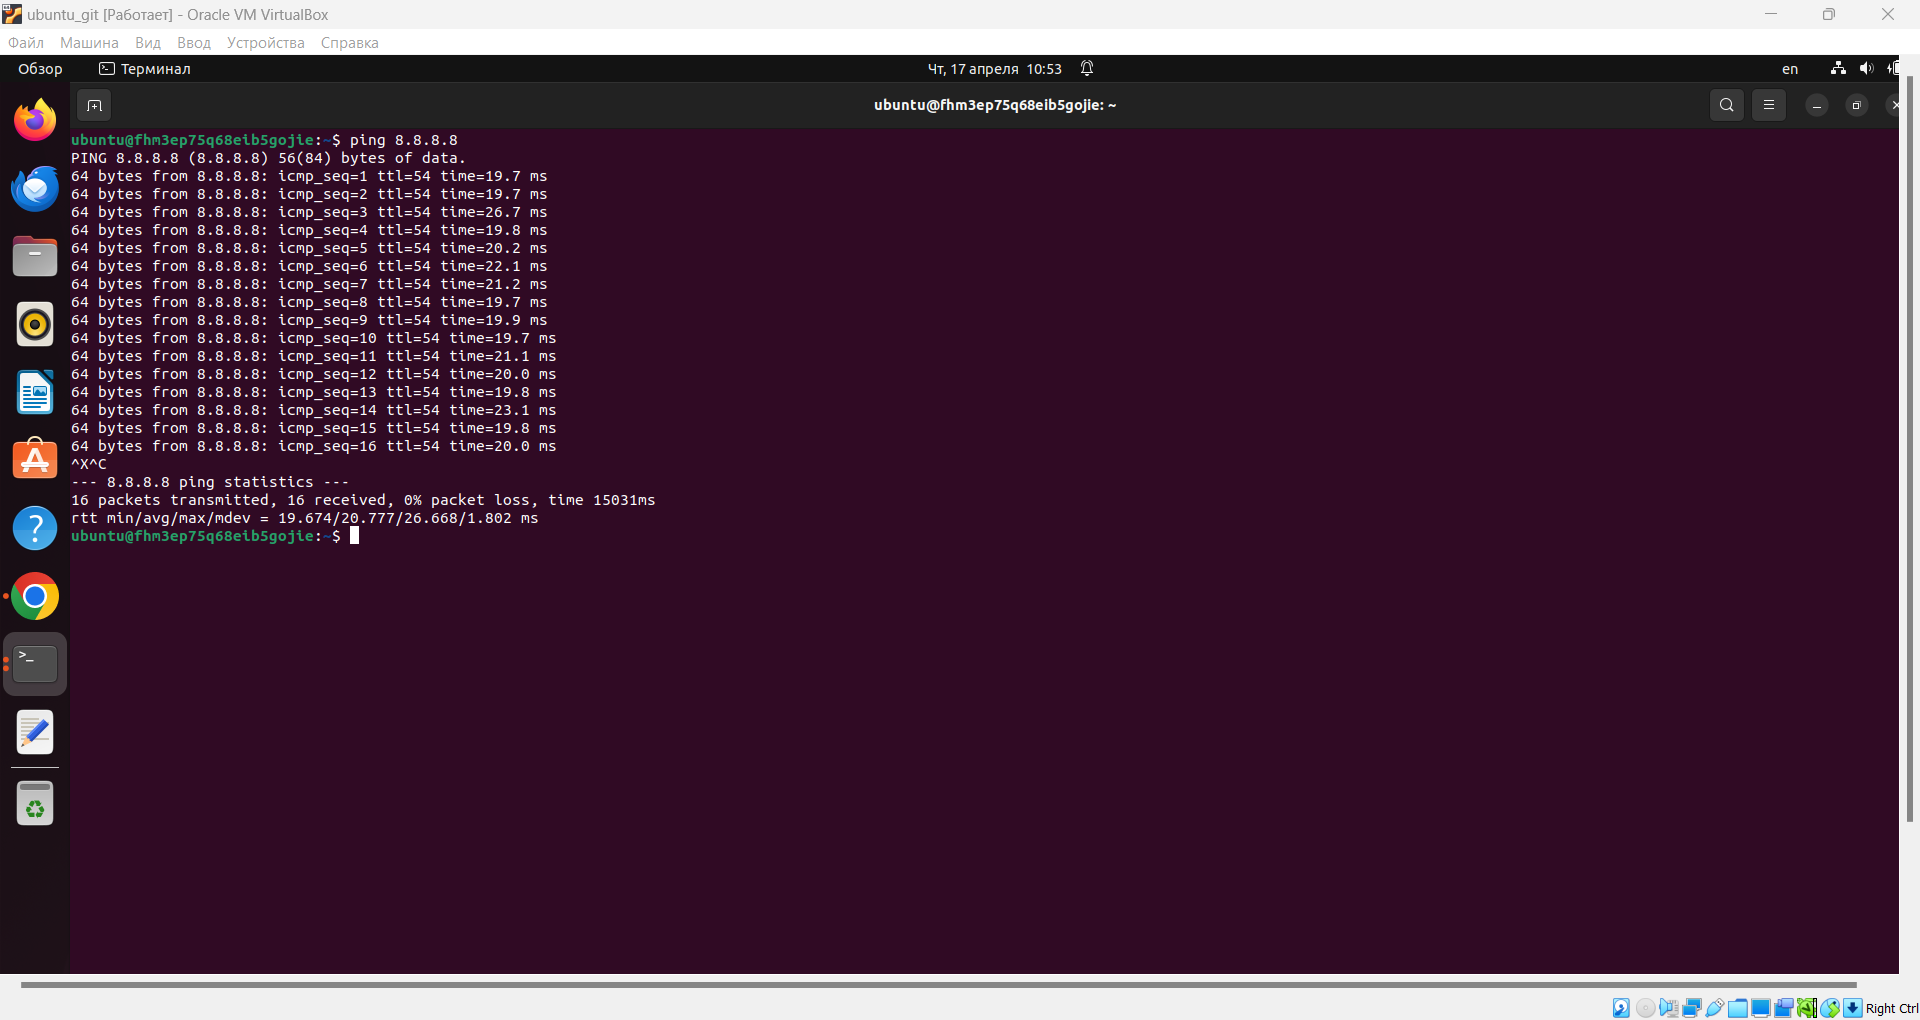 ubuntu_git [Работает] - Oracle VM VirtualBox
Файл Машина Вид Ввод Устройства Справка
Обзор Терминал Чт, 17 апреля 10:53 en
ubuntu@fhm3ep75q68eib5gojie: ~
ubuntu@fhm3ep75q68eib5gojie:~$ ping 8.8.8.8
PING 8.8.8.8 (8.8.8.8) 56(84) bytes of data.
64 bytes from 8.8.8.8: icmp_seq=1 ttl=54 time=19.7 ms
64 bytes from 8.8.8.8: icmp_seq=2 ttl=54 time=19.7 ms
64 bytes from 8.8.8.8: icmp_seq=3 ttl=54 time=26.7 ms
64 bytes from 8.8.8.8: icmp_seq=4 ttl=54 time=19.8 ms
64 bytes from 8.8.8.8: icmp_seq=5 ttl=54 time=20.2 ms
64 bytes from 8.8.8.8: icmp_seq=6 ttl=54 time=22.1 ms
64 bytes from 8.8.8.8: icmp_seq=7 ttl=54 time=21.2 ms
64 bytes from 8.8.8.8: icmp_seq=8 ttl=54 time=19.7 ms
64 bytes from 8.8.8.8: icmp_seq=9 ttl=54 time=19.9 ms
64 bytes from 8.8.8.8: icmp_seq=10 ttl=54 time=19.7 ms
64 bytes from 8.8.8.8: icmp_seq=11 ttl=54 time=21.1 ms
64 bytes from 8.8.8.8: icmp_seq=12 ttl=54 time=20.0 ms
64 bytes from 8.8.8.8: icmp_seq=13 ttl=54 time=19.8 ms
64 bytes from 8.8.8.8: icmp_seq=14 ttl=54 time=23.1 ms
64 bytes from 8.8.8.8: icmp_seq=15 ttl=54 time=19.8 ms
64 bytes from 8.8.8.8: icmp_seq=16 ttl=54 time=20.0 ms
^X^C
--- 8.8.8.8 ping statistics ---
16 packets transmitted, 16 received, 0% packet loss, time 15031ms
rtt min/avg/max/mdev = 19.674/20.777/26.668/1.802 ms
ubuntu@fhm3ep75q68eib5gojie:~$
Right Ctrl